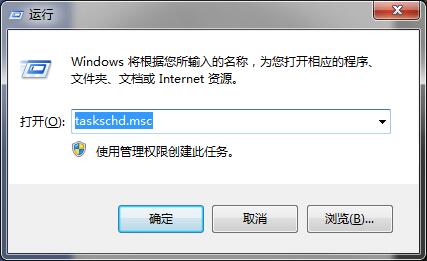 运行
Windows 将根据您所输入的名称，为您打开相应的程序、
文件夹、文档或 Internet 资源。
打开(O): taskschd.msc
使用管理权限创建此任务。
确定 取消 浏览(B)...